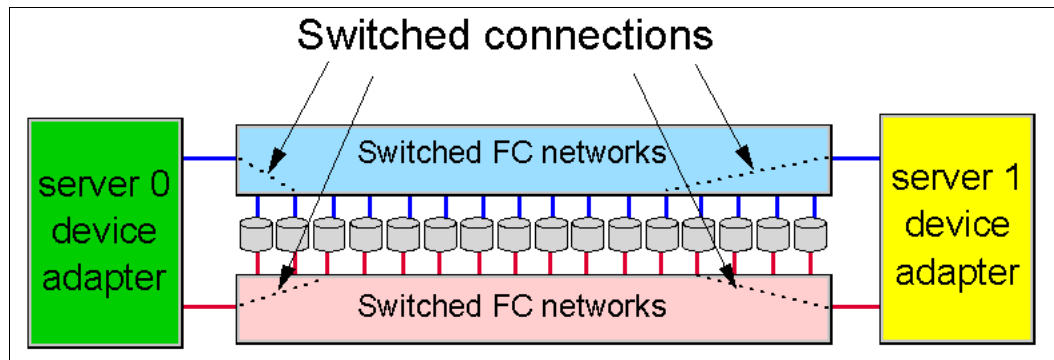 Switched connections
Switched FC networks
server 0
device
adapter
server 1
device
adapter
Switched FC networks